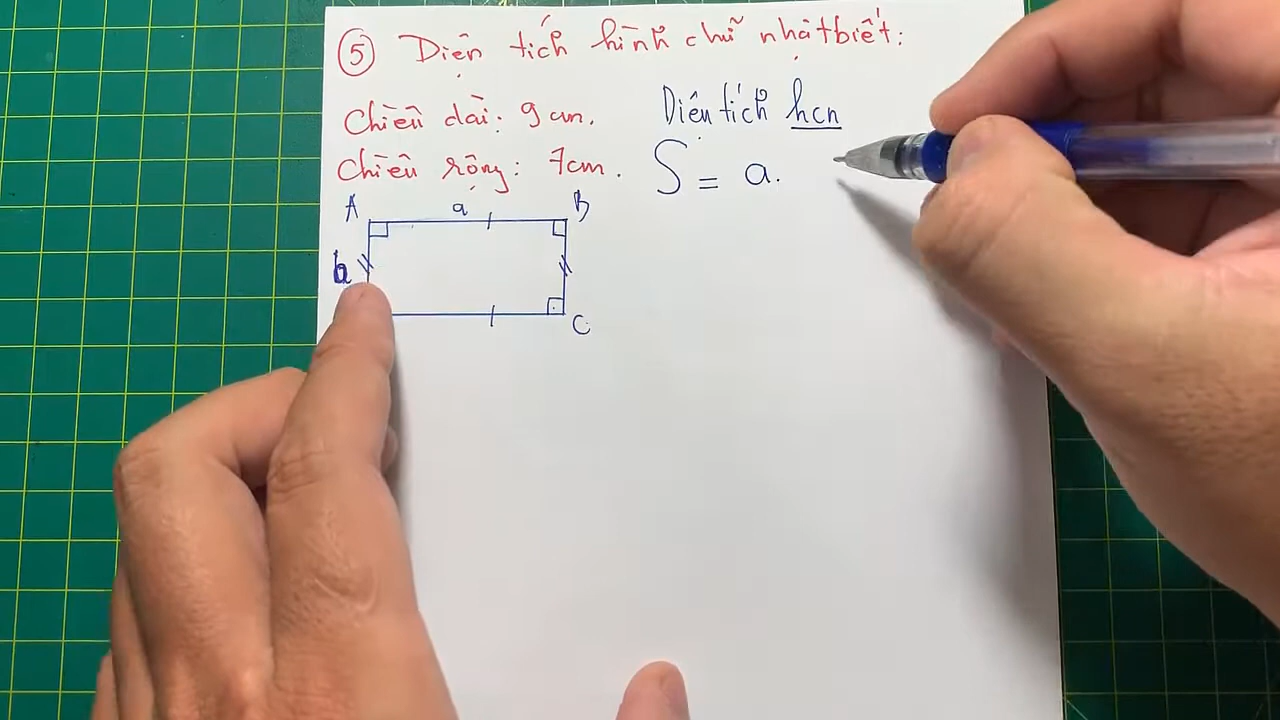 ⑤ Diện tích hình chữ nhật biết:
Chiều dài: 9 cm.
Chiều rộng: 7cm.
Diện tích hcn
S = a.
A a B
b
C